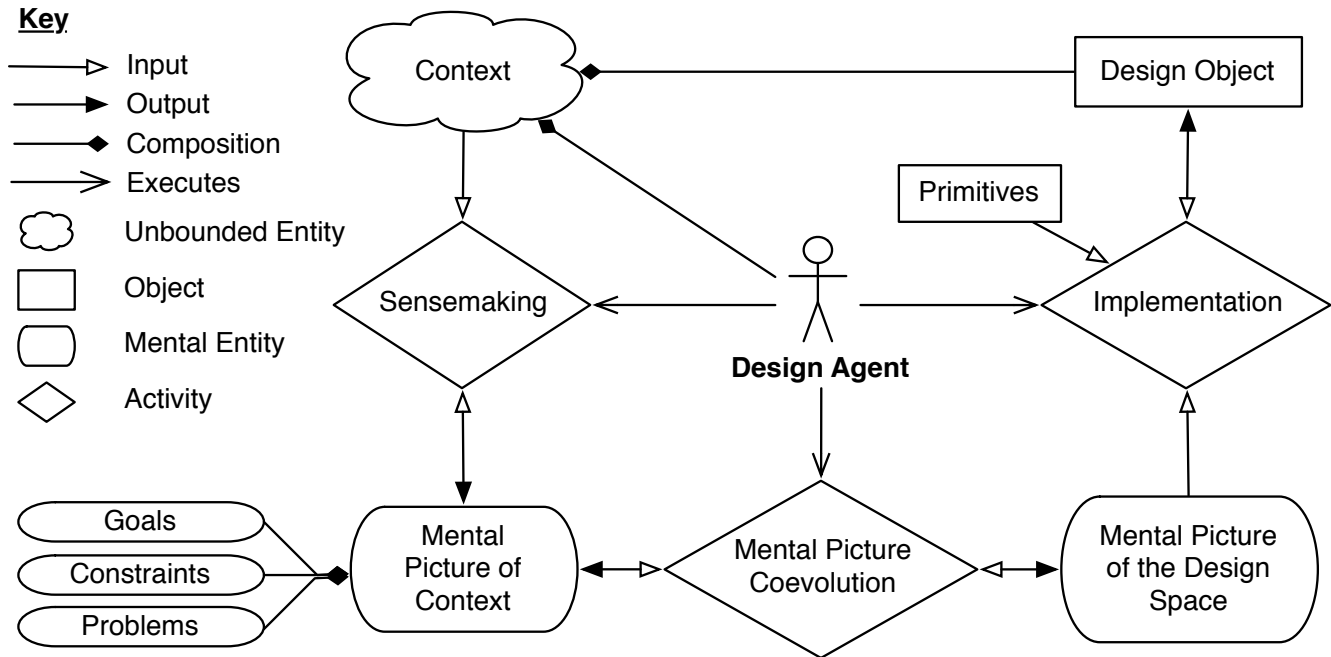 Key
Input
Output
Composition
Executes
Unbounded Entity
Object
Mental Entity
Activity
Context
Design Object
Primitives
Sensemaking
Implementation
Design Agent
Goals
Constraints
Problems
Mental
Picture of
Context
Mental Picture
Coevolution
Mental Picture
of the Design
Space